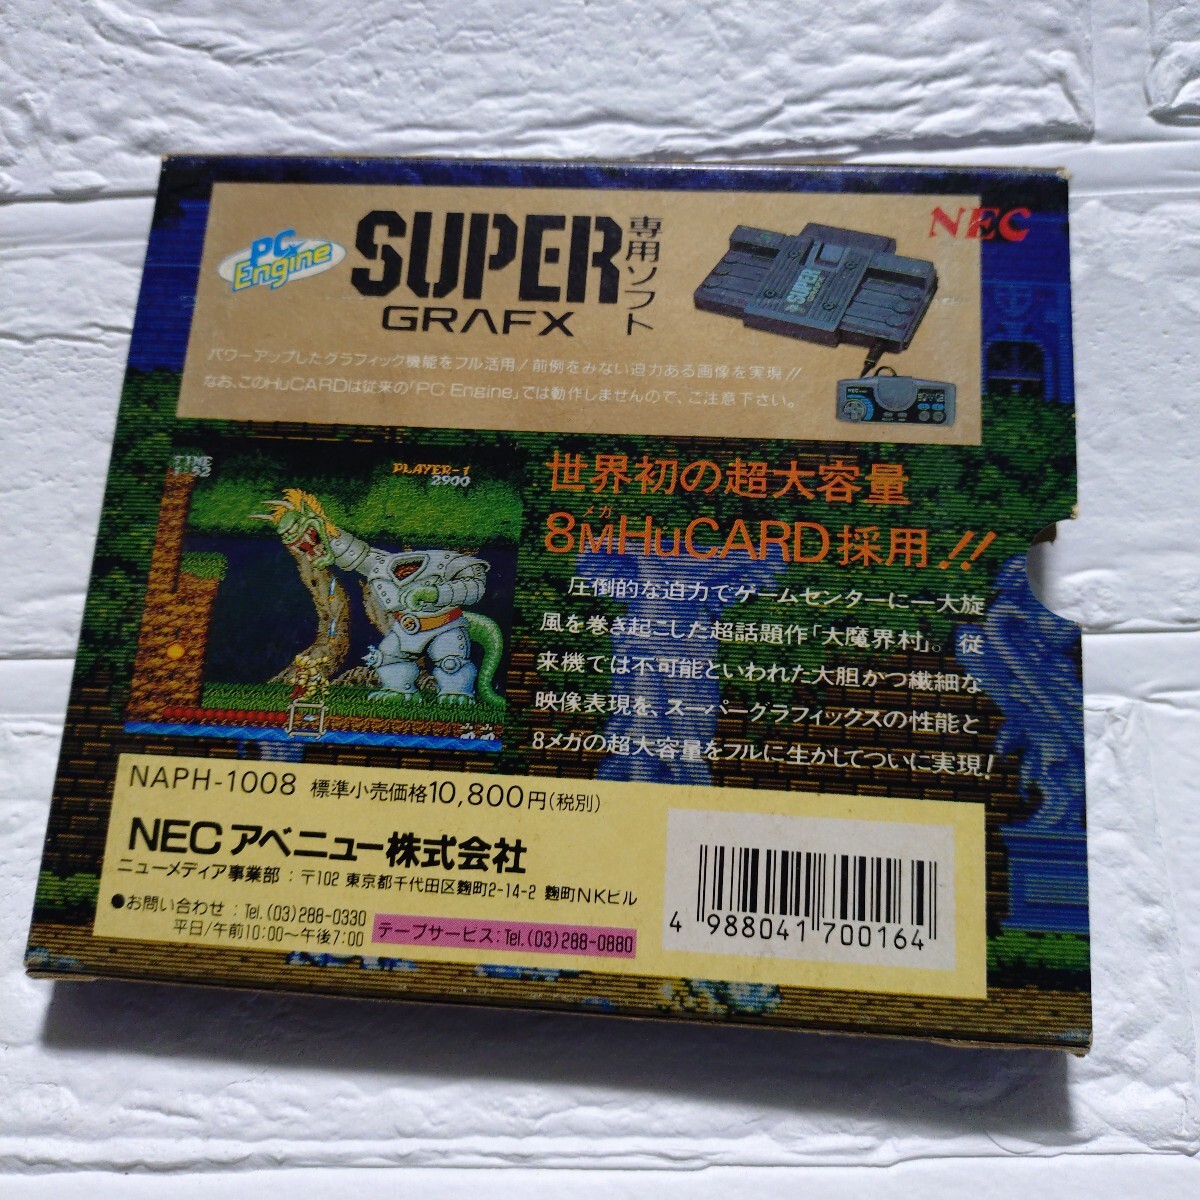 PC Engine
SUPER
GRAFX
専用ソフト
NEC
SUPER
GRAFX
パワーアップしたグラフィック機能をフル活用！前例をみない迫力ある画像を実現！！
なお、このHuCARDは従来の「PC Engine」では動作しませんので、ご注意下さい。
TIME
PLAYER-1
2900
世界初の超大容量
メガ
8MHuCARD採用！！
圧倒的な迫力でゲームセンターに一大旋
風を巻き起こした超話題作「大魔界村」。従
来機では不可能といわれた大胆かつ繊細な
映像表現を、スーパーグラフィックスの性能と
8メガの超大容量をフルに生かしてついに実現！
NAPH-1008 標準小売価格10,800円(税別)
NECアベニュー株式会社
ニューメディア事業部：〒102 東京都千代田区麴町2-14-2 麴町NKビル
●お問い合わせ：Tel.(03)288-0330
平日/午前10:00〜午後7:00
テープサービス：Tel.(03)288-0880
4 988041 700164